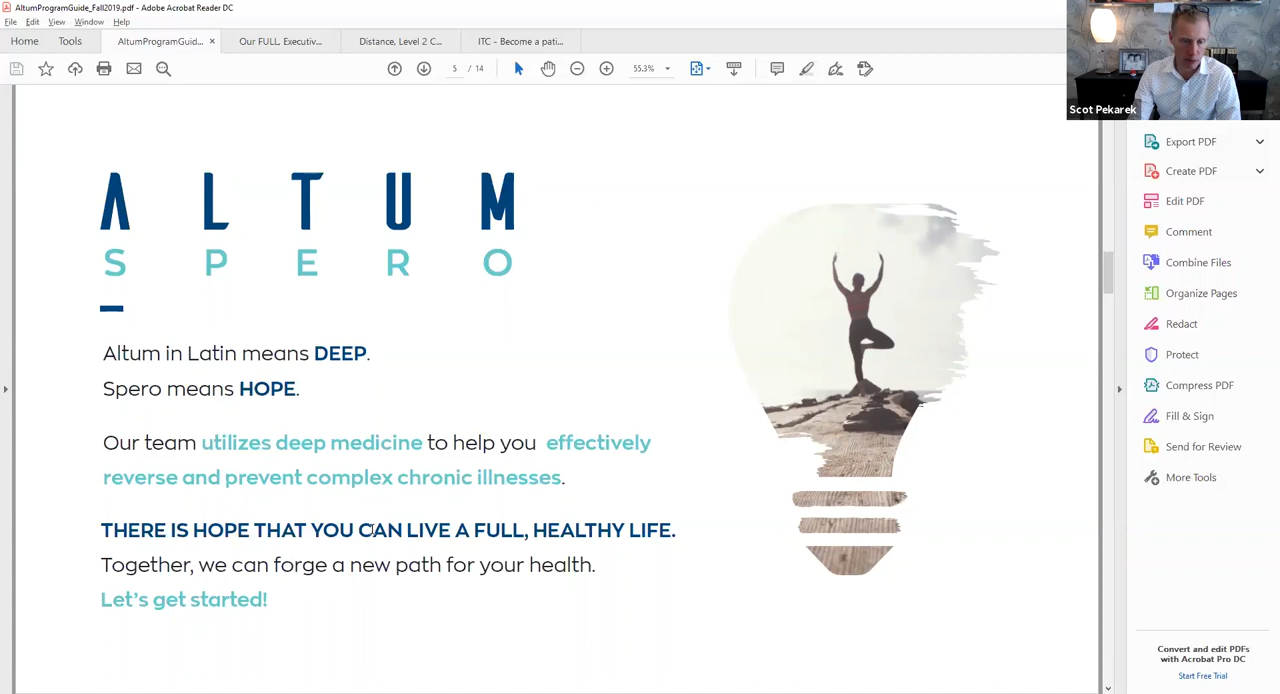 AltumProgramGuide_Fall2019.pdf - Adobe Acrobat Reader DC
File Edit View Window Help
Home Tools AltumProgramGuid... × Our FULL, Executiv... Distance, Level 2 C... ITC - Become a pati...
5 / 14 55.3%
Scot Pekarek
A L T U M
S P E R O
Altum in Latin means DEEP.
Spero means HOPE.
Our team utilizes deep medicine to help you effectively
reverse and prevent complex chronic illnesses.
THERE IS HOPE THAT YOU CAN LIVE A FULL, HEALTHY LIFE.
Together, we can forge a new path for your health.
Let's get started!
Export PDF
Create PDF
Edit PDF
Comment
Combine Files
Organize Pages
Redact
Protect
Compress PDF
Fill & Sign
Send for Review
More Tools
Convert and edit PDFs
with Acrobat Pro DC
Start Free Trial